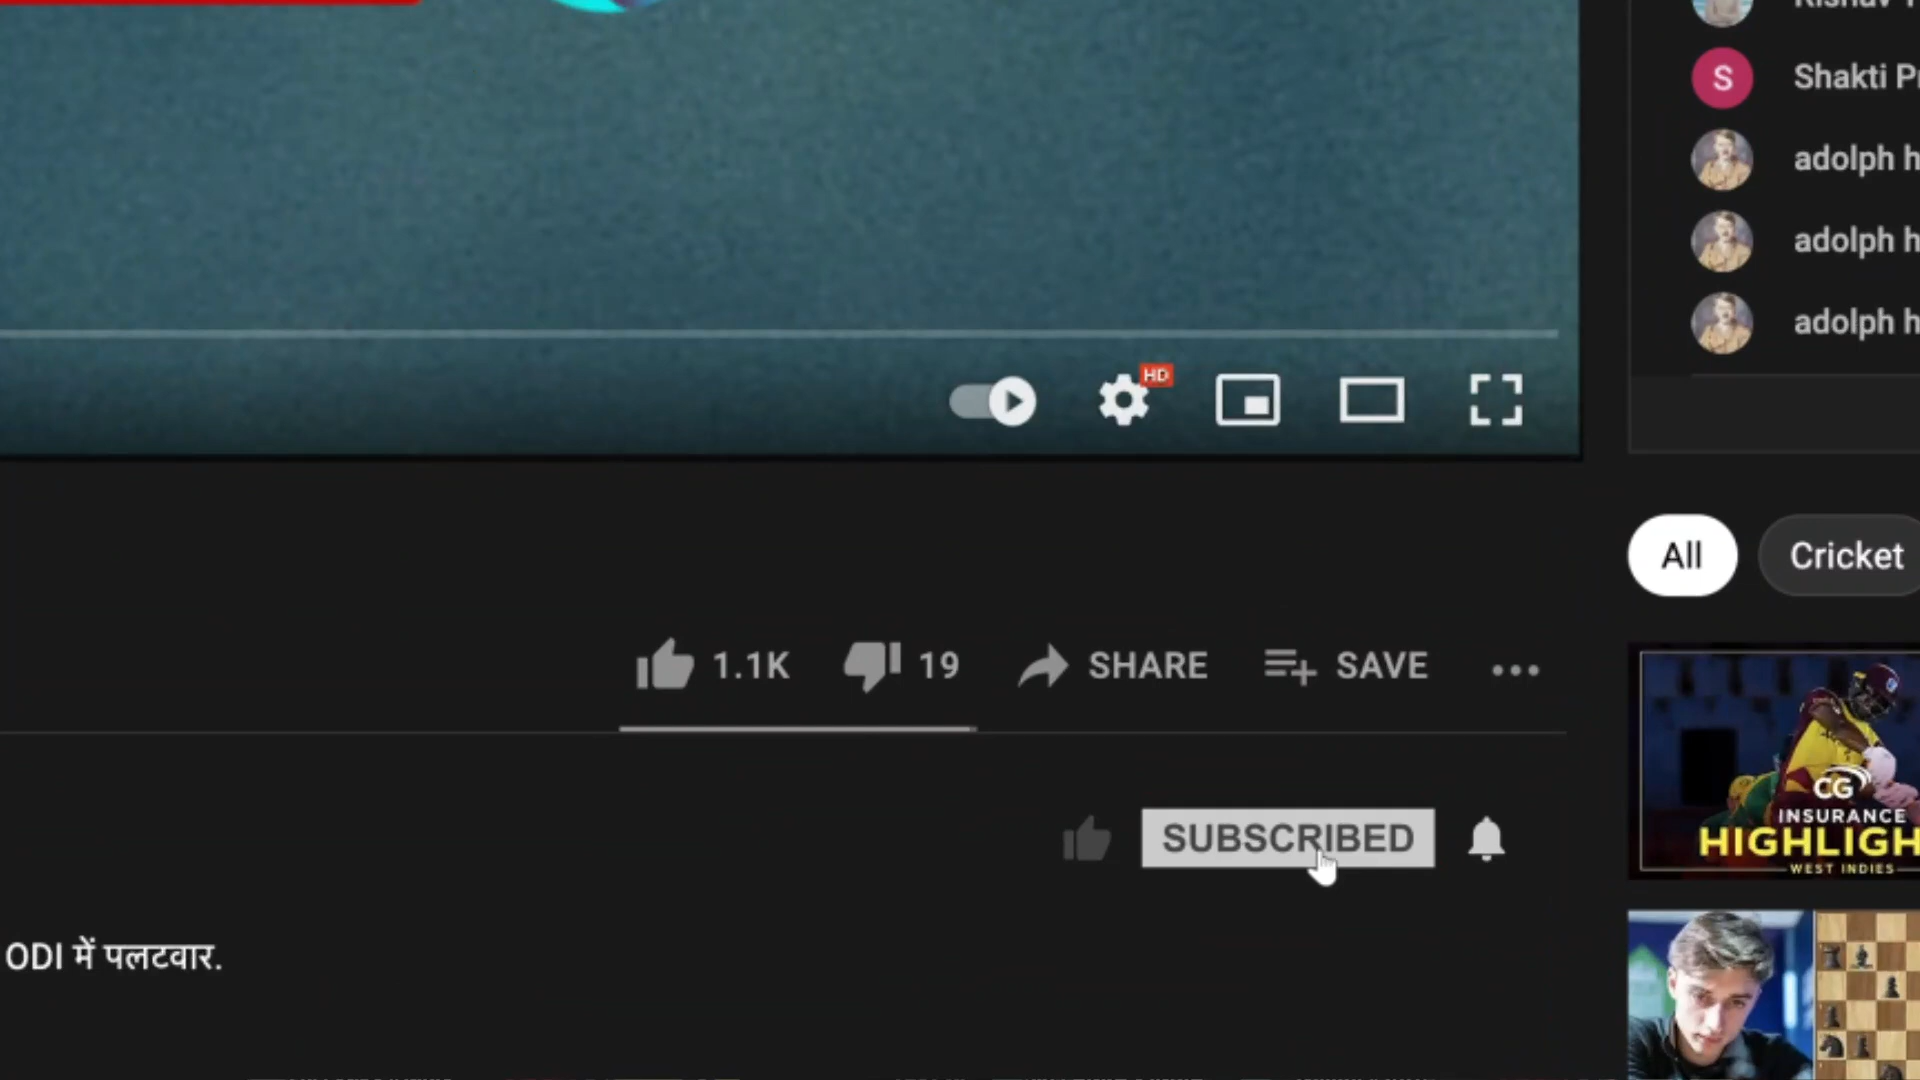 Shakti
adolph
adolph
adolph
HD
All
Cricket
1.1K
19
SHARE
SAVE
CG
INSURANCE
WEST INDIES
SUBSCRIBED
ODI में पलटवार.
S